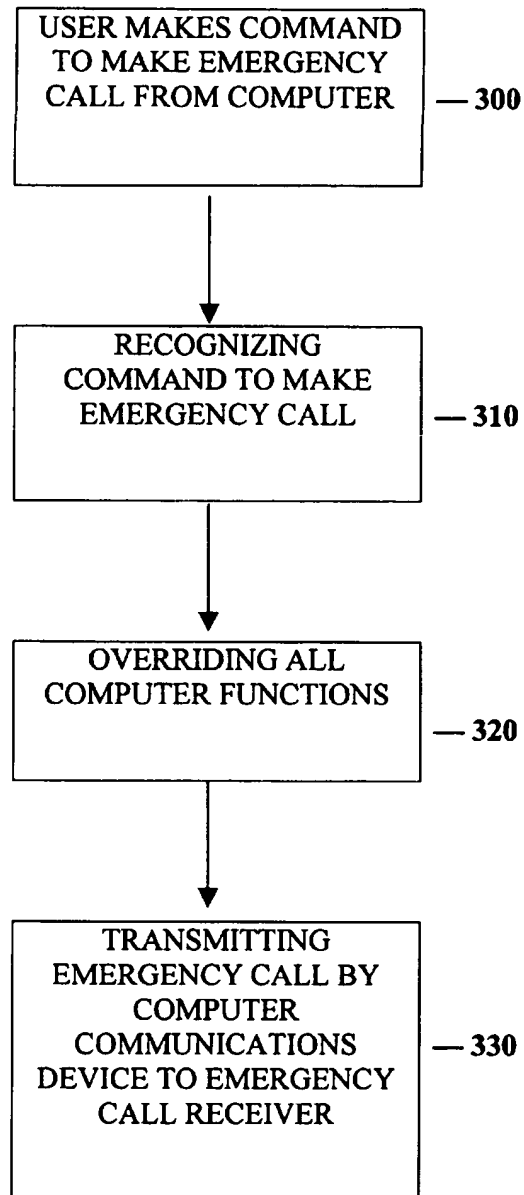 USER MAKES COMMAND
TO MAKE EMERGENCY
CALL FROM COMPUTER
— 300
RECOGNIZING
COMMAND TO MAKE
EMERGENCY CALL
— 310
OVERRIDING ALL
COMPUTER FUNCTIONS
— 320
TRANSMITTING
EMERGENCY CALL BY
COMPUTER
COMMUNICATIONS
DEVICE TO EMERGENCY
CALL RECEIVER
— 330